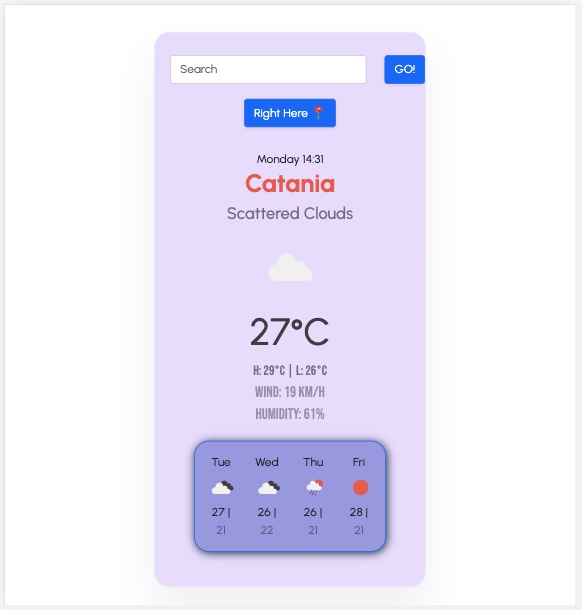 Search GO!
Right Here
Monday 14:31
Catania
Scattered Clouds
27°C
H: 29°C | L: 26°C
WIND: 19 KM/H
HUMIDITY: 61%
Tue Wed Thu Fri
27 | 26 | 26 | 28 |
21 22 21 21